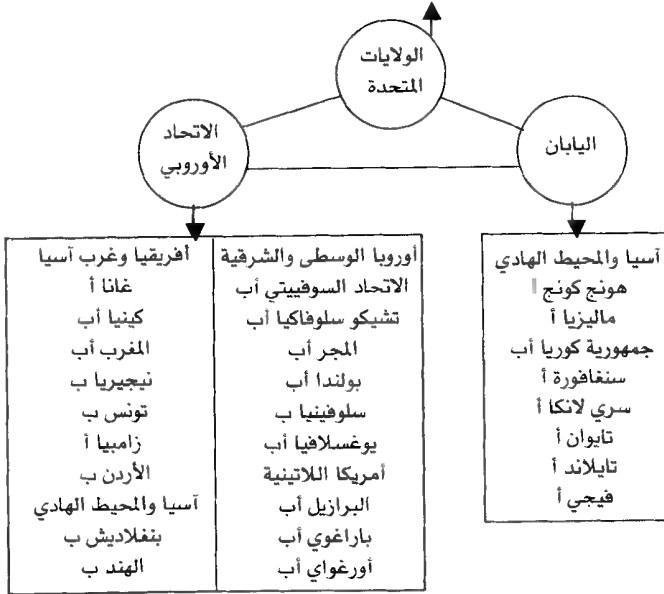 الولايات
المتحدة
اليابان
الاتحاد
الأوروبي
آسيا والمحيط الهادي
هونج كونج أ
ماليزيا أ
جمهورية كوريا أب
سنغافورة أ
سري لانكا أ
تايوان أ
تايلاند أ
فيجي أ
أوروبا الوسطى والشرقية
الاتحاد السوفييتي أب
تشيكو سلوفاكيا أب
المجر أب
بولندا أب
سلوفينيا ب
يوغسلافيا أب
أمريكا اللاتينية
البرازيل أب
باراغوي أب
أورغواي أب
أفريقيا وغرب آسيا
غانا أ
كينيا أب
المغرب أب
نيجيريا ب
تونس ب
زامبيا أ
الأردن ب
آسيا والمحيط الهادي
بنغلاديش ب
الهند ب